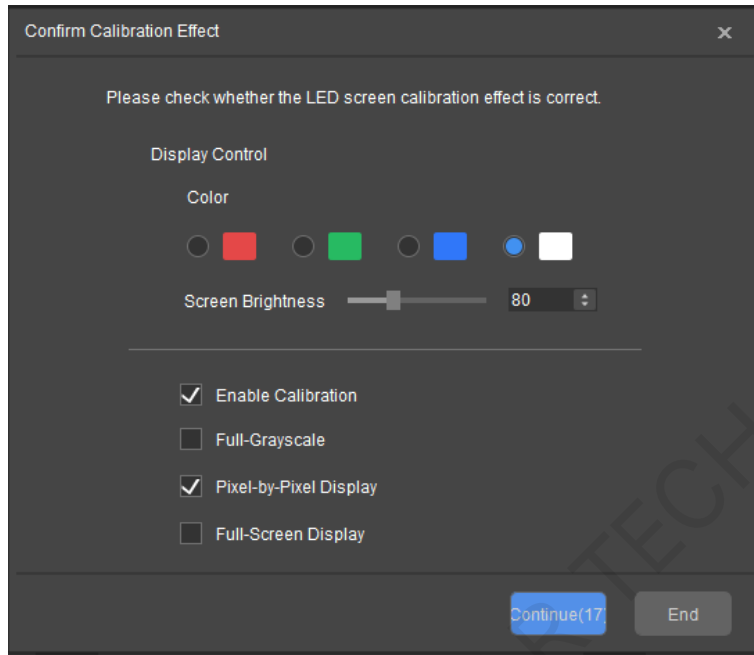 Confirm Calibration Effect
Please check whether the LED screen calibration effect is correct.
Display Control
Color
Screen Brightness 80
Enable Calibration
Full-Grayscale
Pixel-by-Pixel Display
Full-Screen Display
Continue(17)
End
TECH